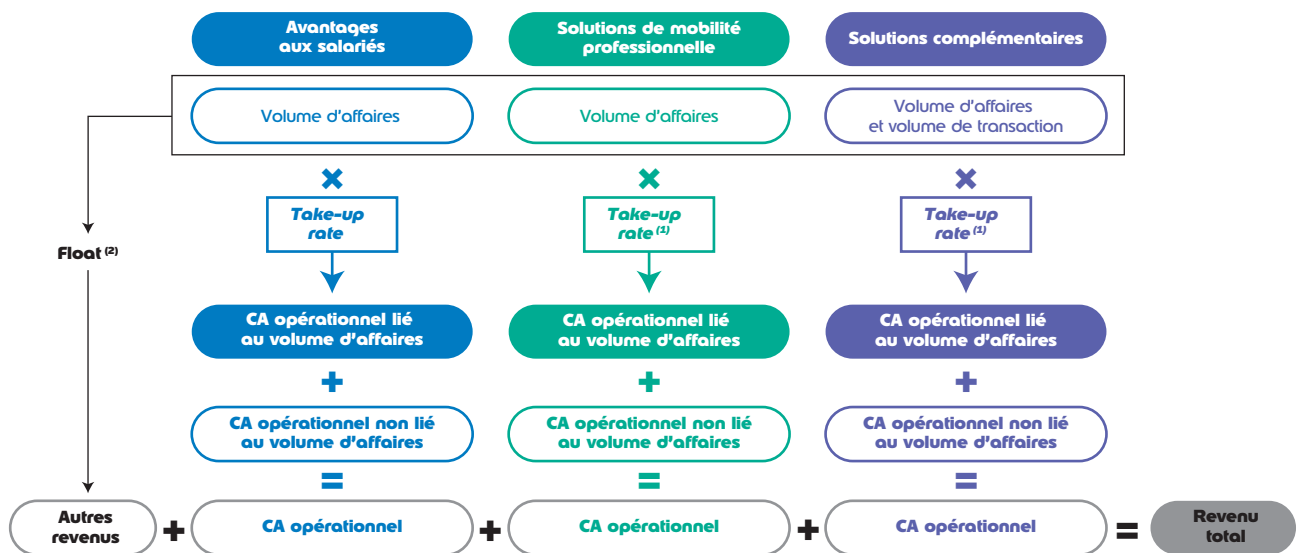 Avantages
aux salariés
Solutions de mobilité
professionnelle
Solutions complémentaires
Volume d'affaires
Volume d'affaires
Volume d'affaires
et volume de transaction
×
×
×
Take-up
rate
Take-up
rate (1)
Take-up
rate (1)
Float (2)
CA opérationnel lié
au volume d'affaires
CA opérationnel lié
au volume d'affaires
CA opérationnel lié
au volume d'affaires
+
+
+
CA opérationnel non lié
au volume d'affaires
CA opérationnel non lié
au volume d'affaires
CA opérationnel non lié
au volume d'affaires
=
=
=
Autres
revenus
+
CA opérationnel
+
CA opérationnel
+
CA opérationnel
=
Revenu
total